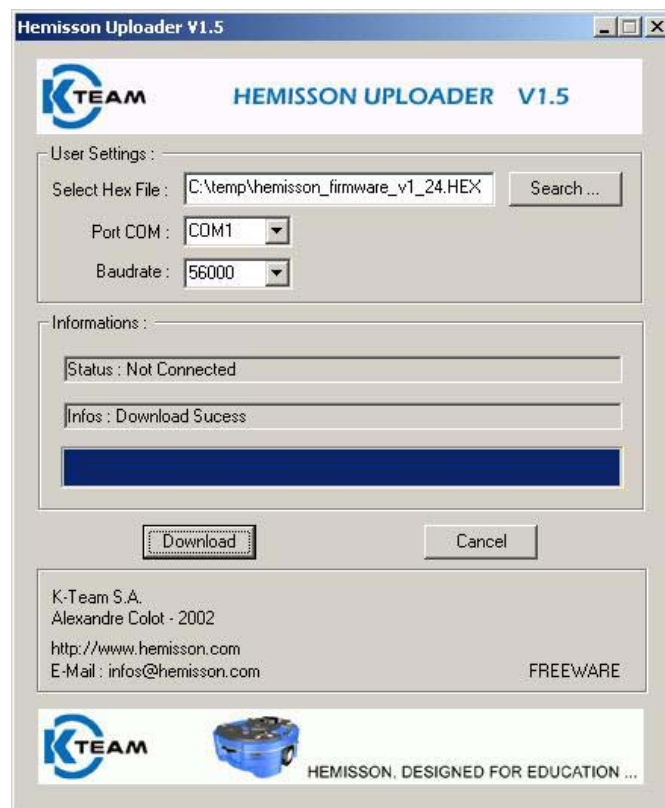 Hemisson Uploader V1.5
K TEAM HEMISSON UPLOADER V1.5
User Settings :
Select Hex File : C:\temp\hemisson_firmware_v1_24.HEX Search ...
Port COM : COM1
Baudrate : 56000
Informations :
Status : Not Connected
Infos : Download Sucess
Download Cancel
K-Team S.A.
Alexandre Colot - 2002
http://www.hemisson.com
E-Mail : infos@hemisson.com FREEWARE
K TEAM HEMISSON, DESIGNED FOR EDUCATION ...